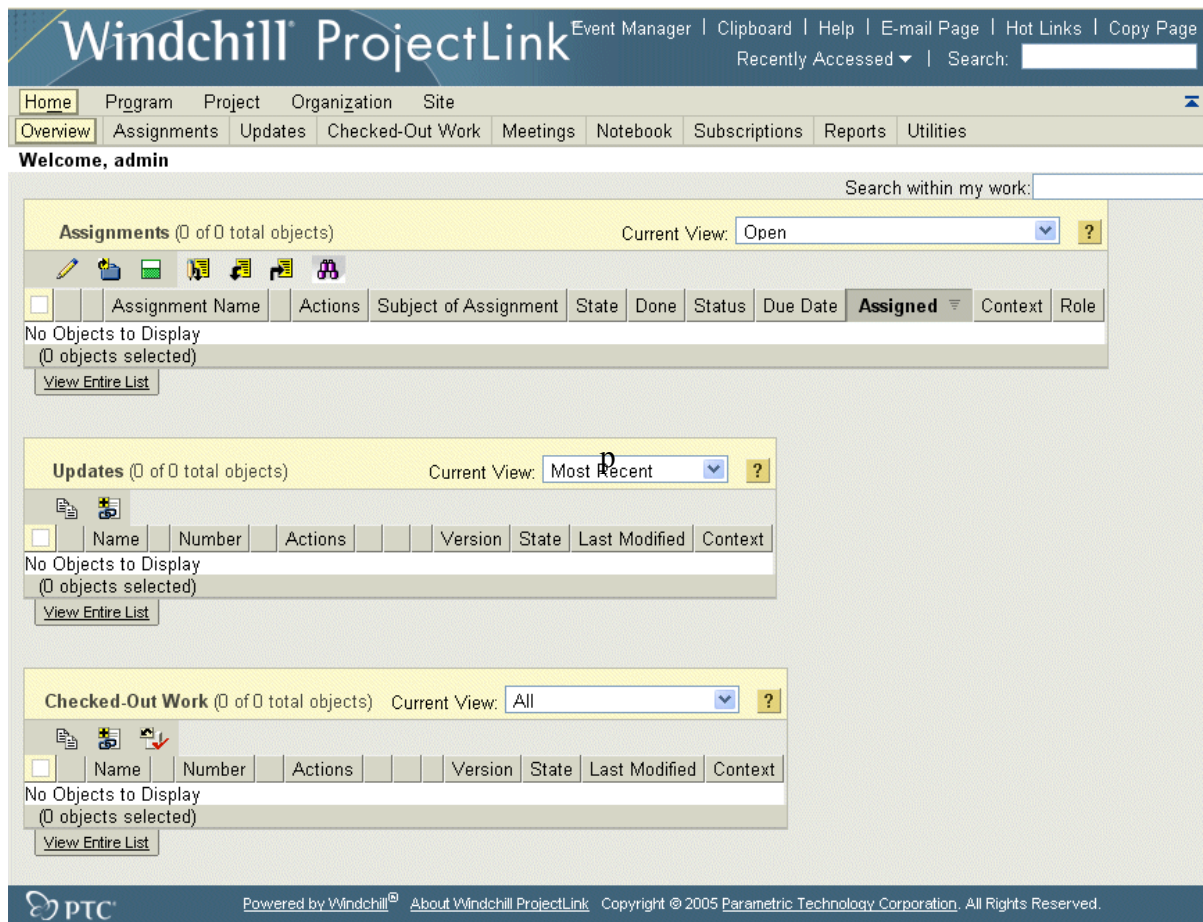 Windchill® ProjectLink™
Event Manager | Clipboard | Help | E-mail Page | Hot Links | Copy Page
Recently Accessed ▾ | Search:
Home Program Project Organization Site
Overview Assignments Updates Checked-Out Work Meetings Notebook Subscriptions Reports Utilities
Welcome, admin
Search within my work:
Assignments (0 of 0 total objects) Current View: Open ?
Assignment Name Actions Subject of Assignment State Done Status Due Date Assigned Context Role
No Objects to Display
(0 objects selected)
View Entire List
p
Updates (0 of 0 total objects) Current View: Most Recent ?
Name Number Actions Version State Last Modified Context
No Objects to Display
(0 objects selected)
View Entire List
Checked-Out Work (0 of 0 total objects) Current View: All ?
Name Number Actions Version State Last Modified Context
No Objects to Display
(0 objects selected)
View Entire List
PTC® Powered by Windchill® About Windchill ProjectLink Copyright © 2005 Parametric Technology Corporation. All Rights Reserved.